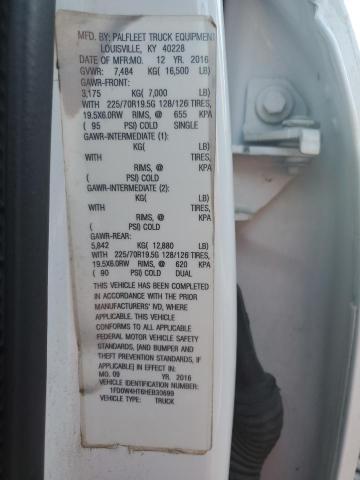 MFD. BY: PALFLEET TRUCK EQUIPMENT
LOUISVILLE, KY 40228
DATE OF MFR:MO. 12 YR. 2016
GVWR: 7,484 KG (16,500 LB)
GAWR-FRONT:
3,175 KG( 7,000 LB)
WITH 225/70R19.5G 128/126 TIRES,
19.5X6.0RW RIMS, @ 655 KPA
( 95 PSI) COLD SINGLE
GAWR-INTERMEDIATE (1):
KG( LB)
WITH TIRES,
RIMS, @ KPA
( PSI) COLD
GAWR-INTERMEDIATE (2):
KG( LB)
WITH TIRES,
RIMS, @ KPA
( PSI) COLD
GAWR-REAR:
5,842 KG( 12,880 LB)
WITH 225/70R19.5G 128/126 TIRES,
19.5X6.0RW RIMS, @ 620 KPA
( 90 PSI) COLD DUAL
THIS VEHICLE HAS BEEN COMPLETED
IN ACCORDANCE WITH THE PRIOR
MANUFACTURERS' IVD, WHERE
APPLICABLE. THIS VEHICLE
CONFORMS TO ALL APPLICABLE
FEDERAL MOTOR VEHICLE SAFETY
STANDARDS, [AND BUMPER AND
THEFT PREVENTION STANDARDS, IF
APPLICABLE] IN EFFECT IN
MO. 09 YR. 2016
VEHICLE IDENTIFICATION NUMBER:
1FD0W4HT6HEB30699
VEHICLE TYPE: TRUCK